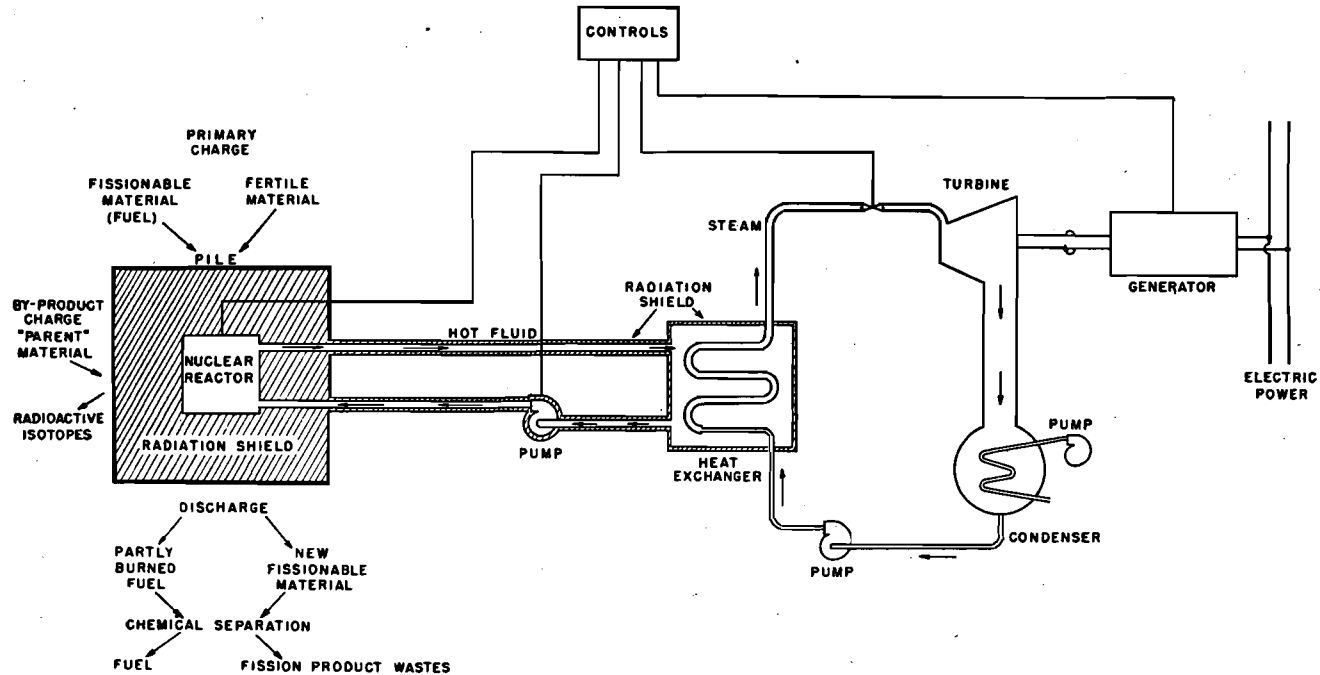 CONTROLS
PRIMARY
CHARGE
FISSIONABLE
MATERIAL
(FUEL)
FERTILE
MATERIAL
PILE
BY-PRODUCT
CHARGE
"PARENT"
MATERIAL
RADIOACTIVE
ISOTOPES
NUCLEAR
REACTOR
RADIATION SHIELD
HOT FLUID
PUMP
RADIATION
SHIELD
HEAT
EXCHANGER
STEAM
TURBINE
GENERATOR
ELECTRIC
POWER
PUMP
CONDENSER
PUMP
DISCHARGE
PARTLY
BURNED
FUEL
NEW
FISSIONABLE
MATERIAL
CHEMICAL SEPARATION
FUEL
FISSION PRODUCT WASTES